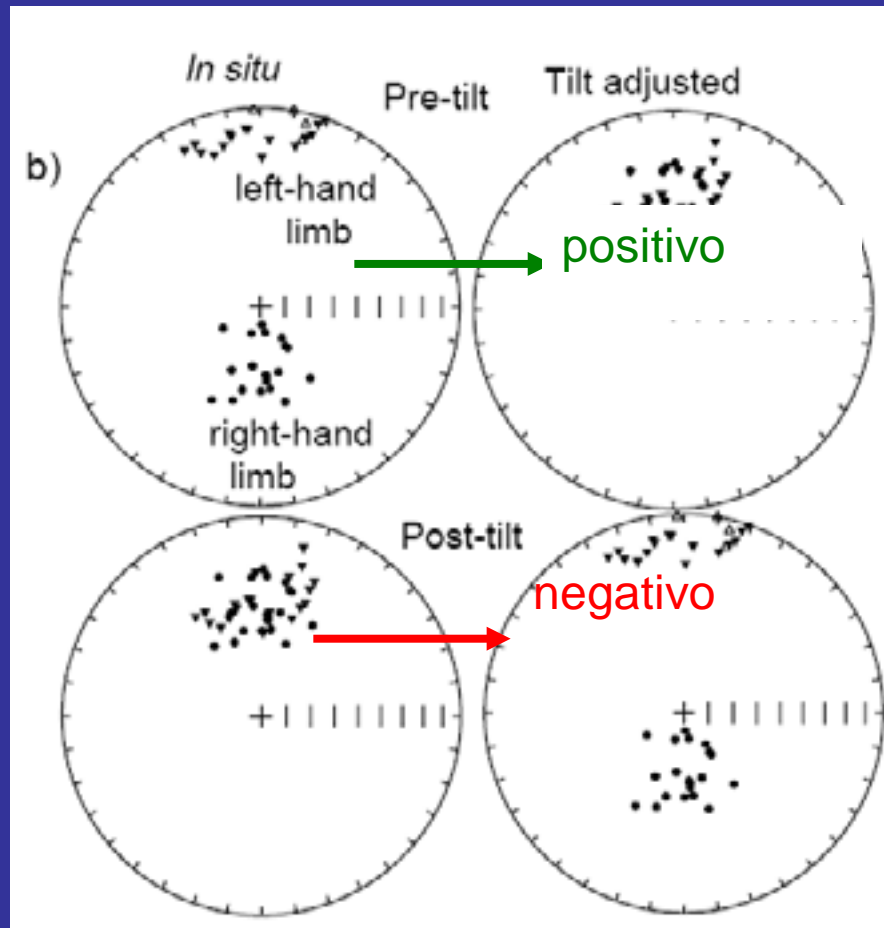 In situ
Pre-tilt
Tilt adjusted
b)
left-hand
limb
positivo
right-hand
limb
Post-tilt
negativo